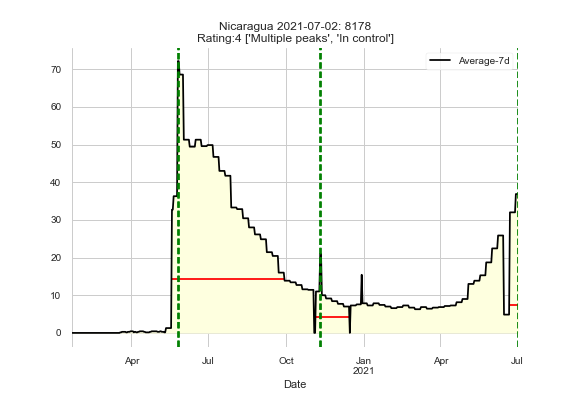 Nicaragua 2021-07-02: 8178
Rating:4 ['Multiple peaks', 'In control']
Average-7d
70
60
50
40
30
20
10
0
Apr
Jul
Oct
Jan
2021
Apr
Jul
Date